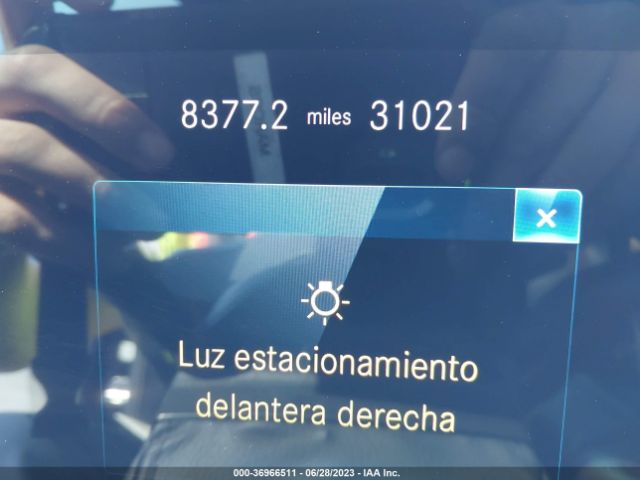 8377.2 miles 31021
Luz estacionamiento
delantera derecha
000-36966511 - 06/28/2023 - IAA Inc.